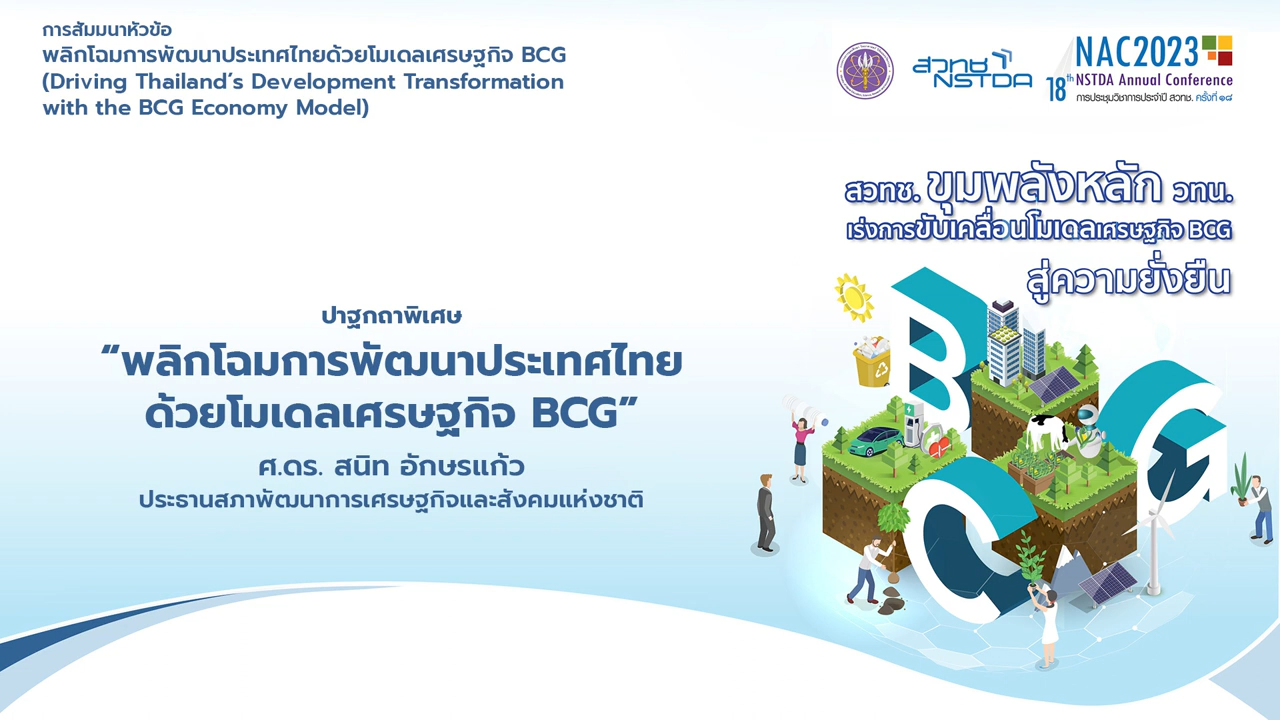 การสัมมนาหัวข้อ
พลิกโฉมการพัฒนาประเทศไทยด้วยโมเดลเศรษฐกิจ BCG
(Driving Thailand's Development Transformation
with the BCG Economy Model)
สวทช
NSTDA
NAC2023
18th NSTDA Annual Conference
การประชุมวิชาการประจำปี สวทช. ครั้งที่ ๑๘
สวทช. ขุมพลังหลัก วทน.
เร่งการขับเคลื่อนโมเดลเศรษฐกิจ BCG
สู่ความยั่งยืน
ปาฐกถาพิเศษ
“พลิกโฉมการพัฒนาประเทศไทย
ด้วยโมเดลเศรษฐกิจ BCG”
ศ.ดร. สนิท อักษรแก้ว
ประธานสภาพัฒนาการเศรษฐกิจและสังคมแห่งชาติ
B
C
G